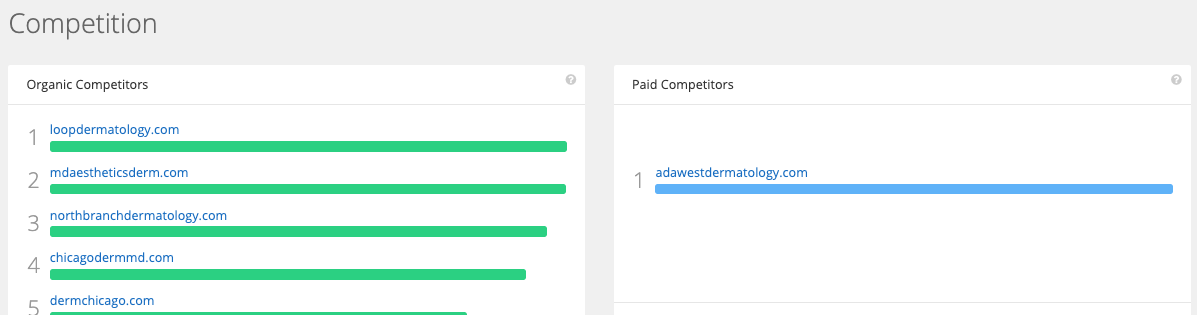 Competition
Organic Competitors
1 loopdermatology.com
2 mdaestheticsderm.com
3 northbranchdermatology.com
4 chicagodermmd.com
5 dermchicago.com
Paid Competitors
1 adawestdermatology.com